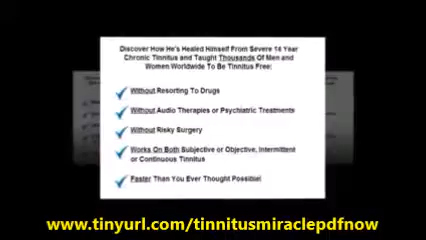 Discover How He's Healed Himself From Severe 14 Year
Chronic Tinnitus and Taught Thousands Of Men and
Women Worldwide To Be Tinnitus Free:
Without Resorting To Drugs
Without Audio Therapies or Psychiatric Treatments
Without Risky Surgery
Works On Both Subjective or Objective, Intermittent
or Continuous Tinnitus
Faster Than You Ever Thought Possible!
www.tinyurl.com/tinnitusmiraclepdfnow